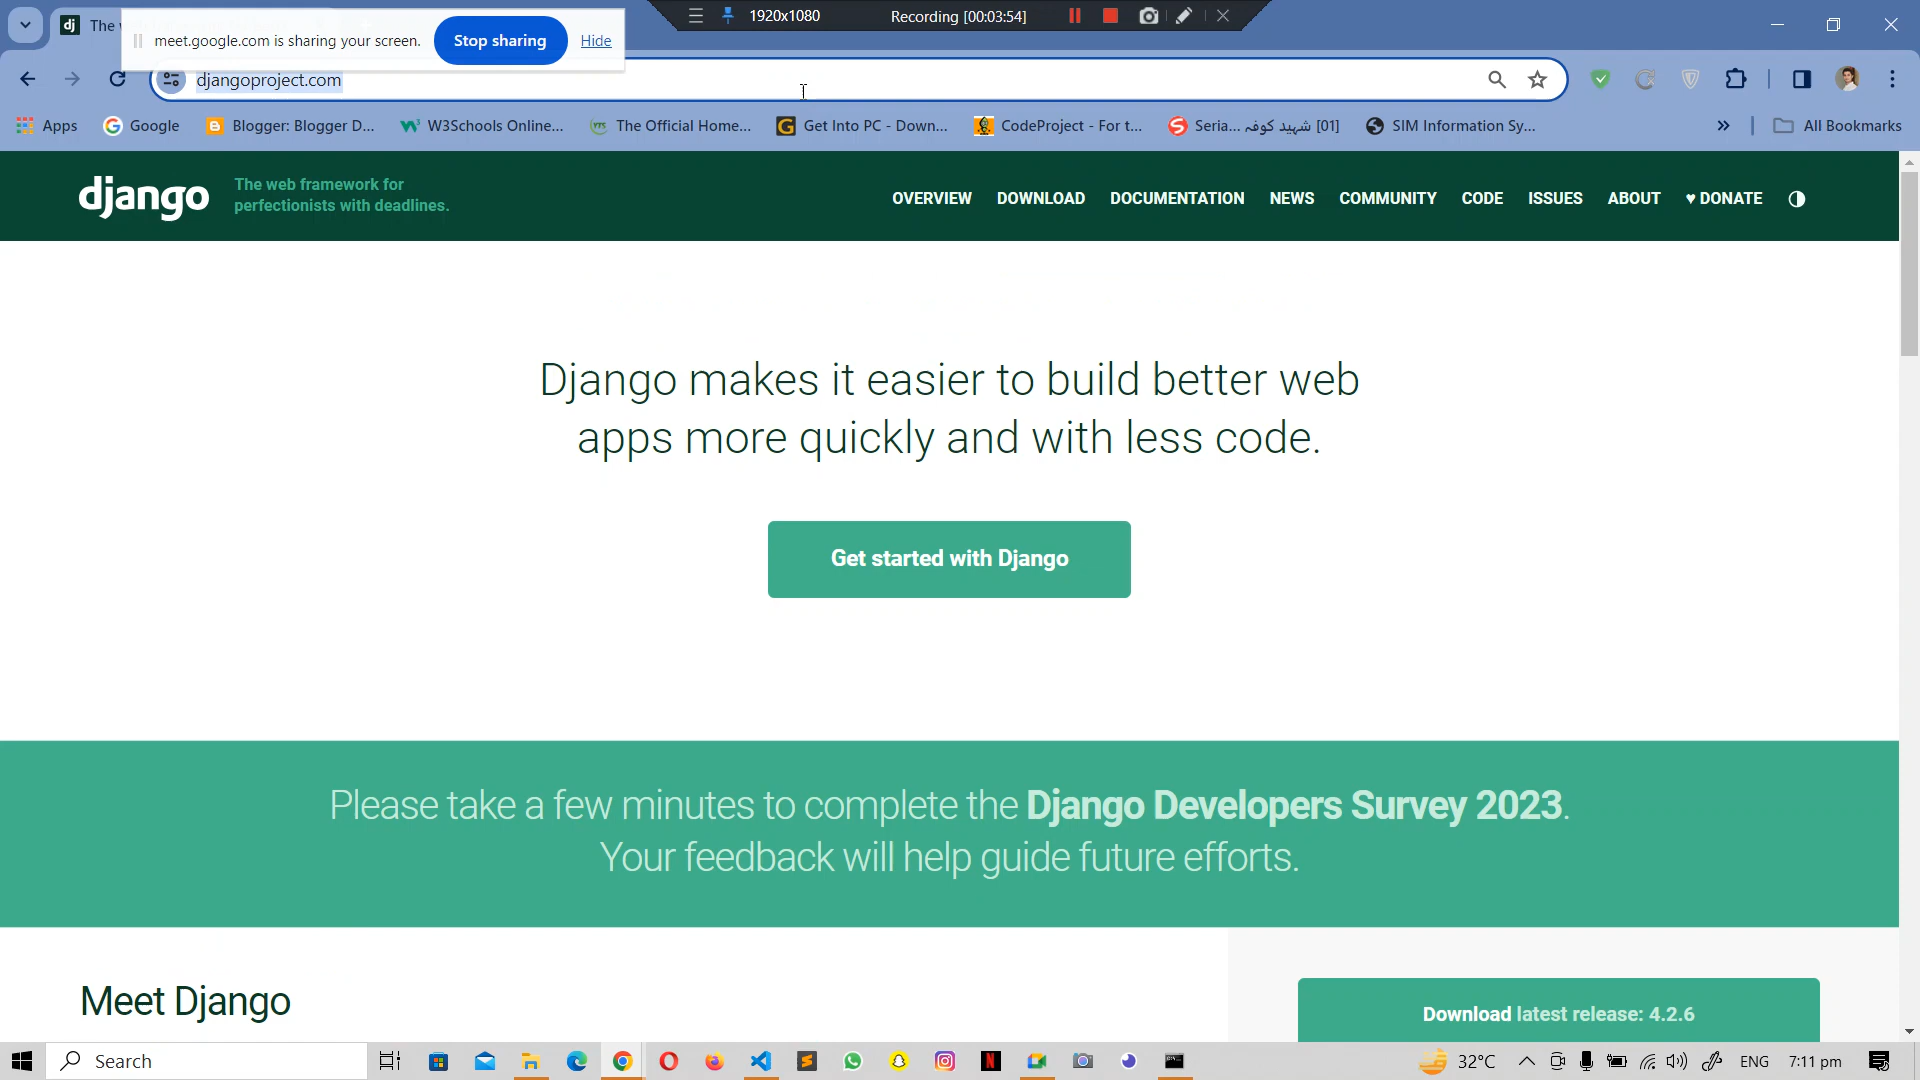 1920x1080
Recording [00:03:54]
The
meet.google.com is sharing your screen.
Stop sharing
Hide
djangoproject.com
Apps
Google
Blogger: Blogger D...
W3Schools Online...
The Official Home...
Get Into PC - Down...
CodeProject - For t...
[01] شهید کوفہ ...Seria
SIM Information Sy...
All Bookmarks
django
The web framework for
perfectionists with deadlines.
OVERVIEW
DOWNLOAD
DOCUMENTATION
NEWS
COMMUNITY
CODE
ISSUES
ABOUT
♥ DONATE
Django makes it easier to build better web
apps more quickly and with less code.
Get started with Django
Please take a few minutes to complete the Django Developers Survey 2023.
Your feedback will help guide future efforts.
Meet Django
Download latest release: 4.2.6
Search
32°C
ENG
7:11 pm